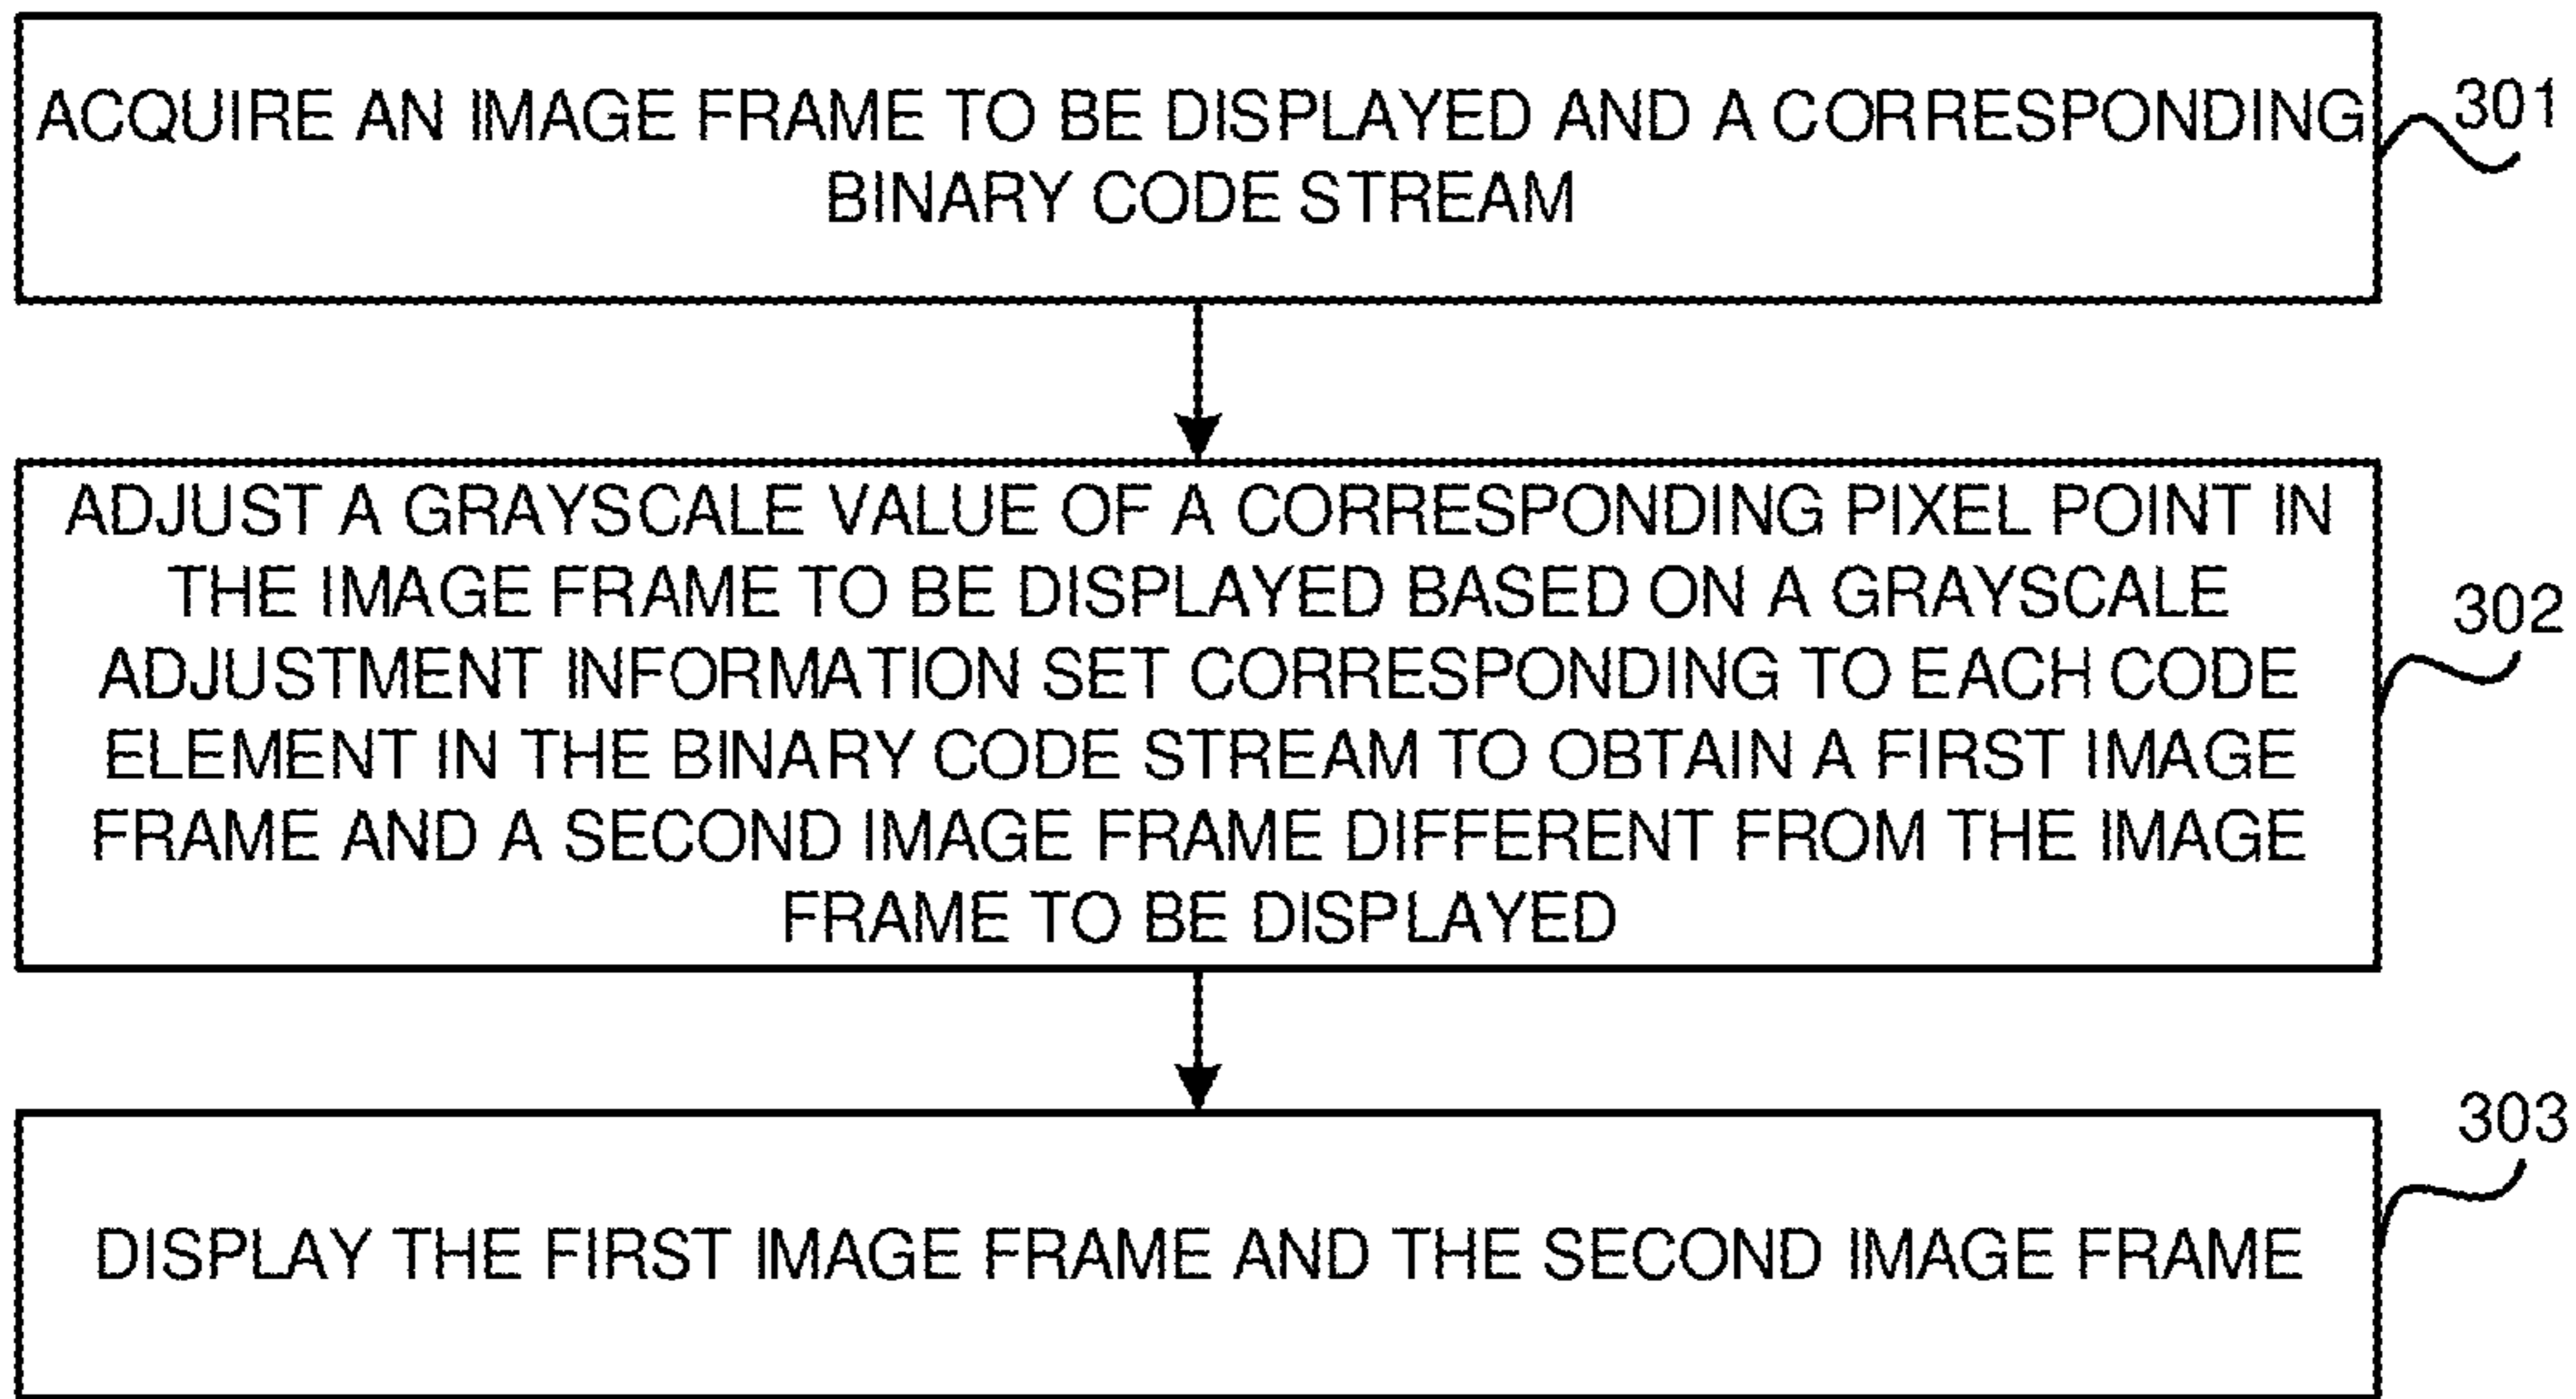 ACQUIRE AN IMAGE FRAME TO BE DISPLAYED AND A CORRESPONDING
BINARY CODE STREAM
301
ADJUST A GRAYSCALE VALUE OF A CORRESPONDING PIXEL POINT IN
THE IMAGE FRAME TO BE DISPLAYED BASED ON A GRAYSCALE
ADJUSTMENT INFORMATION SET CORRESPONDING TO EACH CODE
ELEMENT IN THE BINARY CODE STREAM TO OBTAIN A FIRST IMAGE
FRAME AND A SECOND IMAGE FRAME DIFFERENT FROM THE IMAGE
FRAME TO BE DISPLAYED
302
DISPLAY THE FIRST IMAGE FRAME AND THE SECOND IMAGE FRAME
303